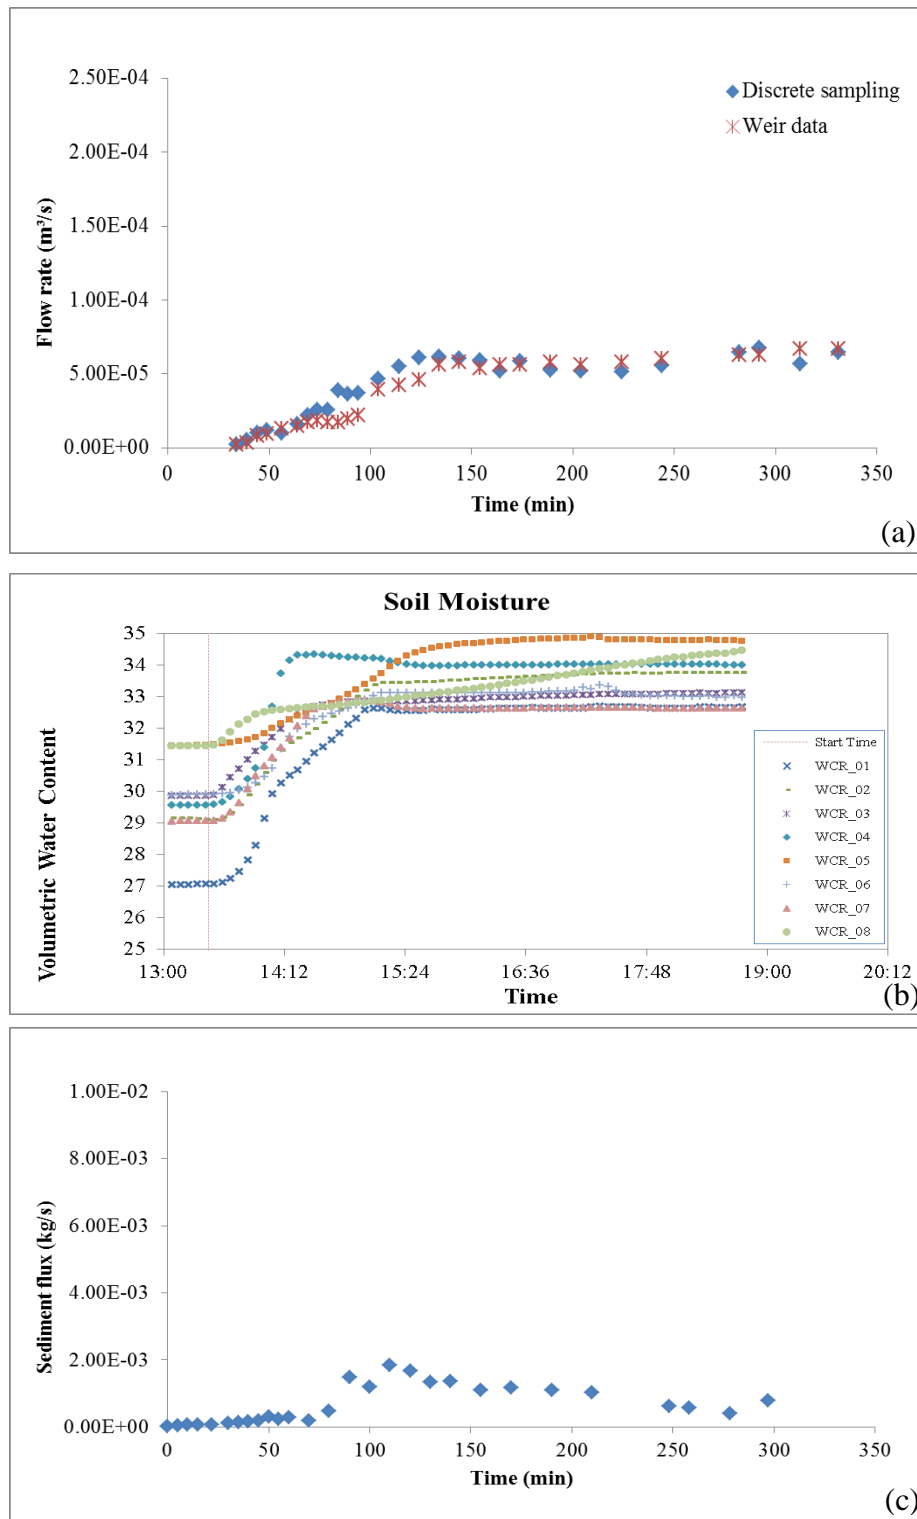 2.50E-04
2.00E-04
1.50E-04
1.00E-04
5.00E-05
0.00E+00
Flow rate (m³/s)
Discrete sampling
Weir data
0 50 100 150 200 250 300 350
Time (min)
(a)
Soil Moisture
35
34
33
32
31
30
29
28
27
26
25
Volumetric Water Content
Start Time
WCR_01
WCR_02
WCR_03
WCR_04
WCR_05
WCR_06
WCR_07
WCR_08
13:00 14:12 15:24 16:36 17:48 19:00 20:12
Time
(b)
1.00E-02
8.00E-03
6.00E-03
4.00E-03
2.00E-03
0.00E+00
Sediment flux (kg/s)
0 50 100 150 200 250 300 350
Time (min)
(c)